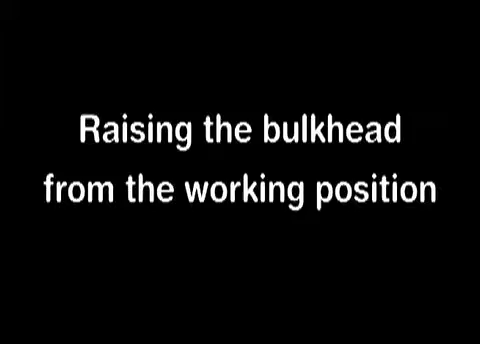 Raising the bulkhead
from the working position